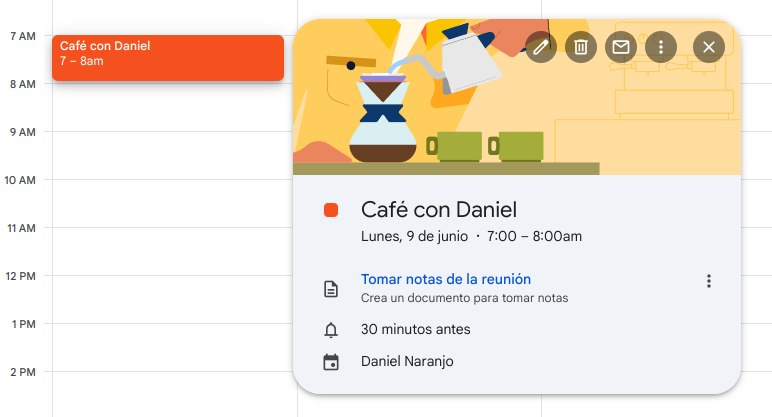 7 AM
Café con Daniel
7 – 8am
8 AM
9 AM
10 AM
11 AM
12 PM
1 PM
2 PM
Café con Daniel
Lunes, 9 de junio · 7:00 – 8:00am
Tomar notas de la reunión
Crea un documento para tomar notas
30 minutos antes
Daniel Naranjo